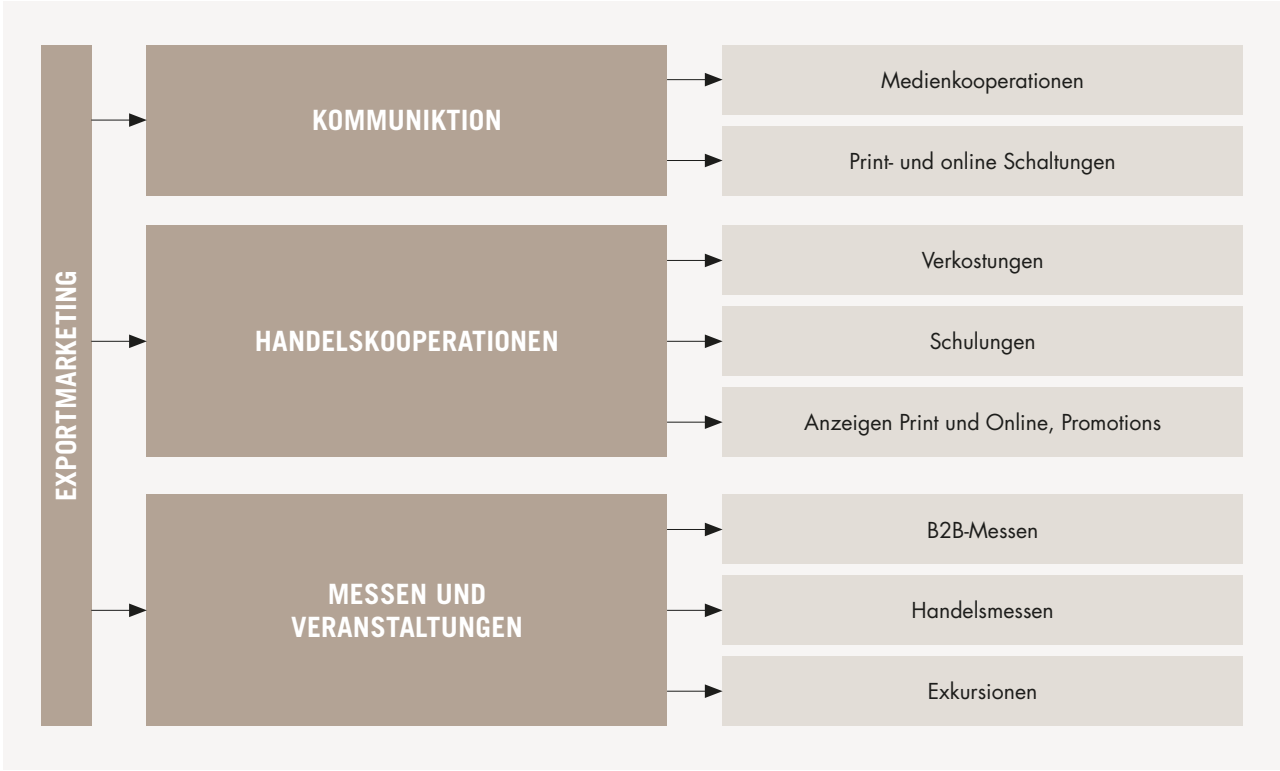 EXPORTMARKETING
KOMMUNIKTION
Medienkooperationen
Print- und online Schaltungen
HANDELSKOOPERATIONEN
Verkostungen
Schulungen
Anzeigen Print und Online, Promotions
MESSEN UND
VERANSTALTUNGEN
B2B-Messen
Handelsmessen
Exkursionen